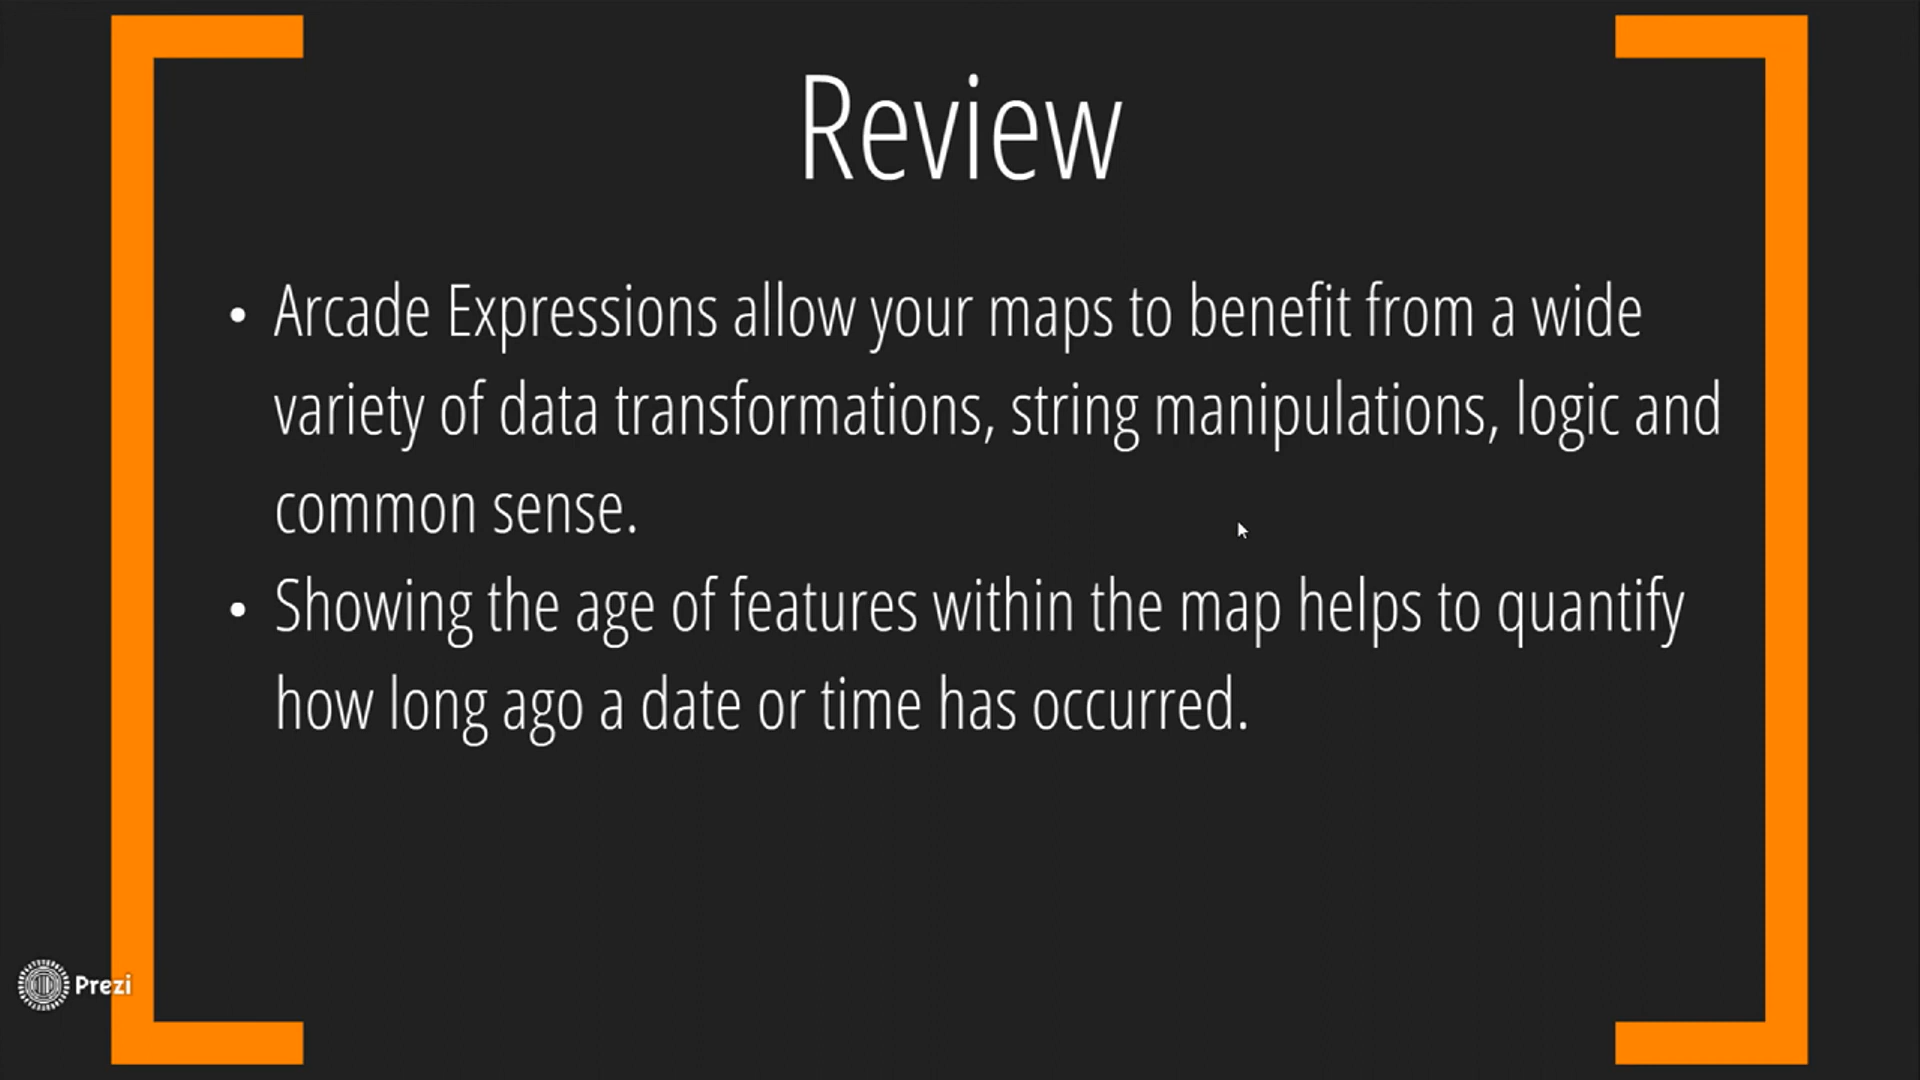 Review
• Arcade Expressions allow your maps to benefit from a wide
variety of data transformations, string manipulations, logic and
common sense.
• Showing the age of features within the map helps to quantify
how long ago a date or time has occurred.
Prezi